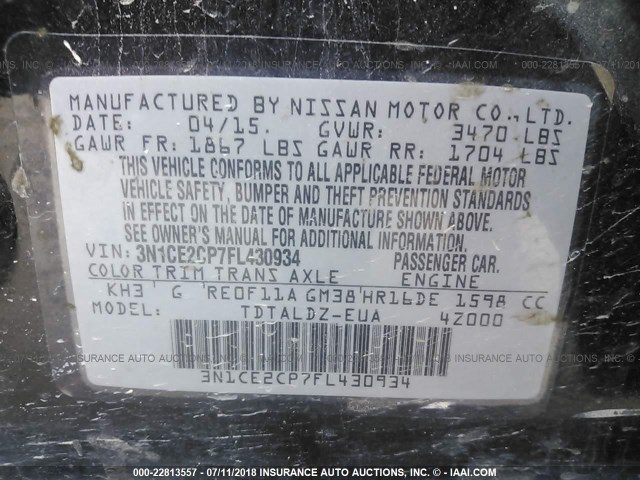 MANUFACTURED BY NISSAN MOTOR CO., LTD.
DATE: 04/15. GVWR: 3470 LBS
GAWR FR: 1867 LBS GAWR RR: 1704 LBS
THIS VEHICLE CONFORMS TO ALL APPLICABLE FEDERAL MOTOR
VEHICLE SAFETY, BUMPER AND THEFT PREVENTION STANDARDS
IN EFFECT ON THE DATE OF MANUFACTURE SHOWN ABOVE.
SEE OWNER'S MANUAL FOR ADDITIONAL INFORMATION.
VIN: 3N1CE2CP7FL430934 PASSENGER CAR.
COLOR TRIM TRANS AXLE ENGINE
KH3 G RE0F11A GM38 HR16DE 1598 CC
MODEL: TDTALDZ-EUA 4Z000
3N1CE2CP7FL430934
000-22813557 - 07/11/2018 - INSURANCE AUTO AUCTIONS, INC. © - IAAI.COM